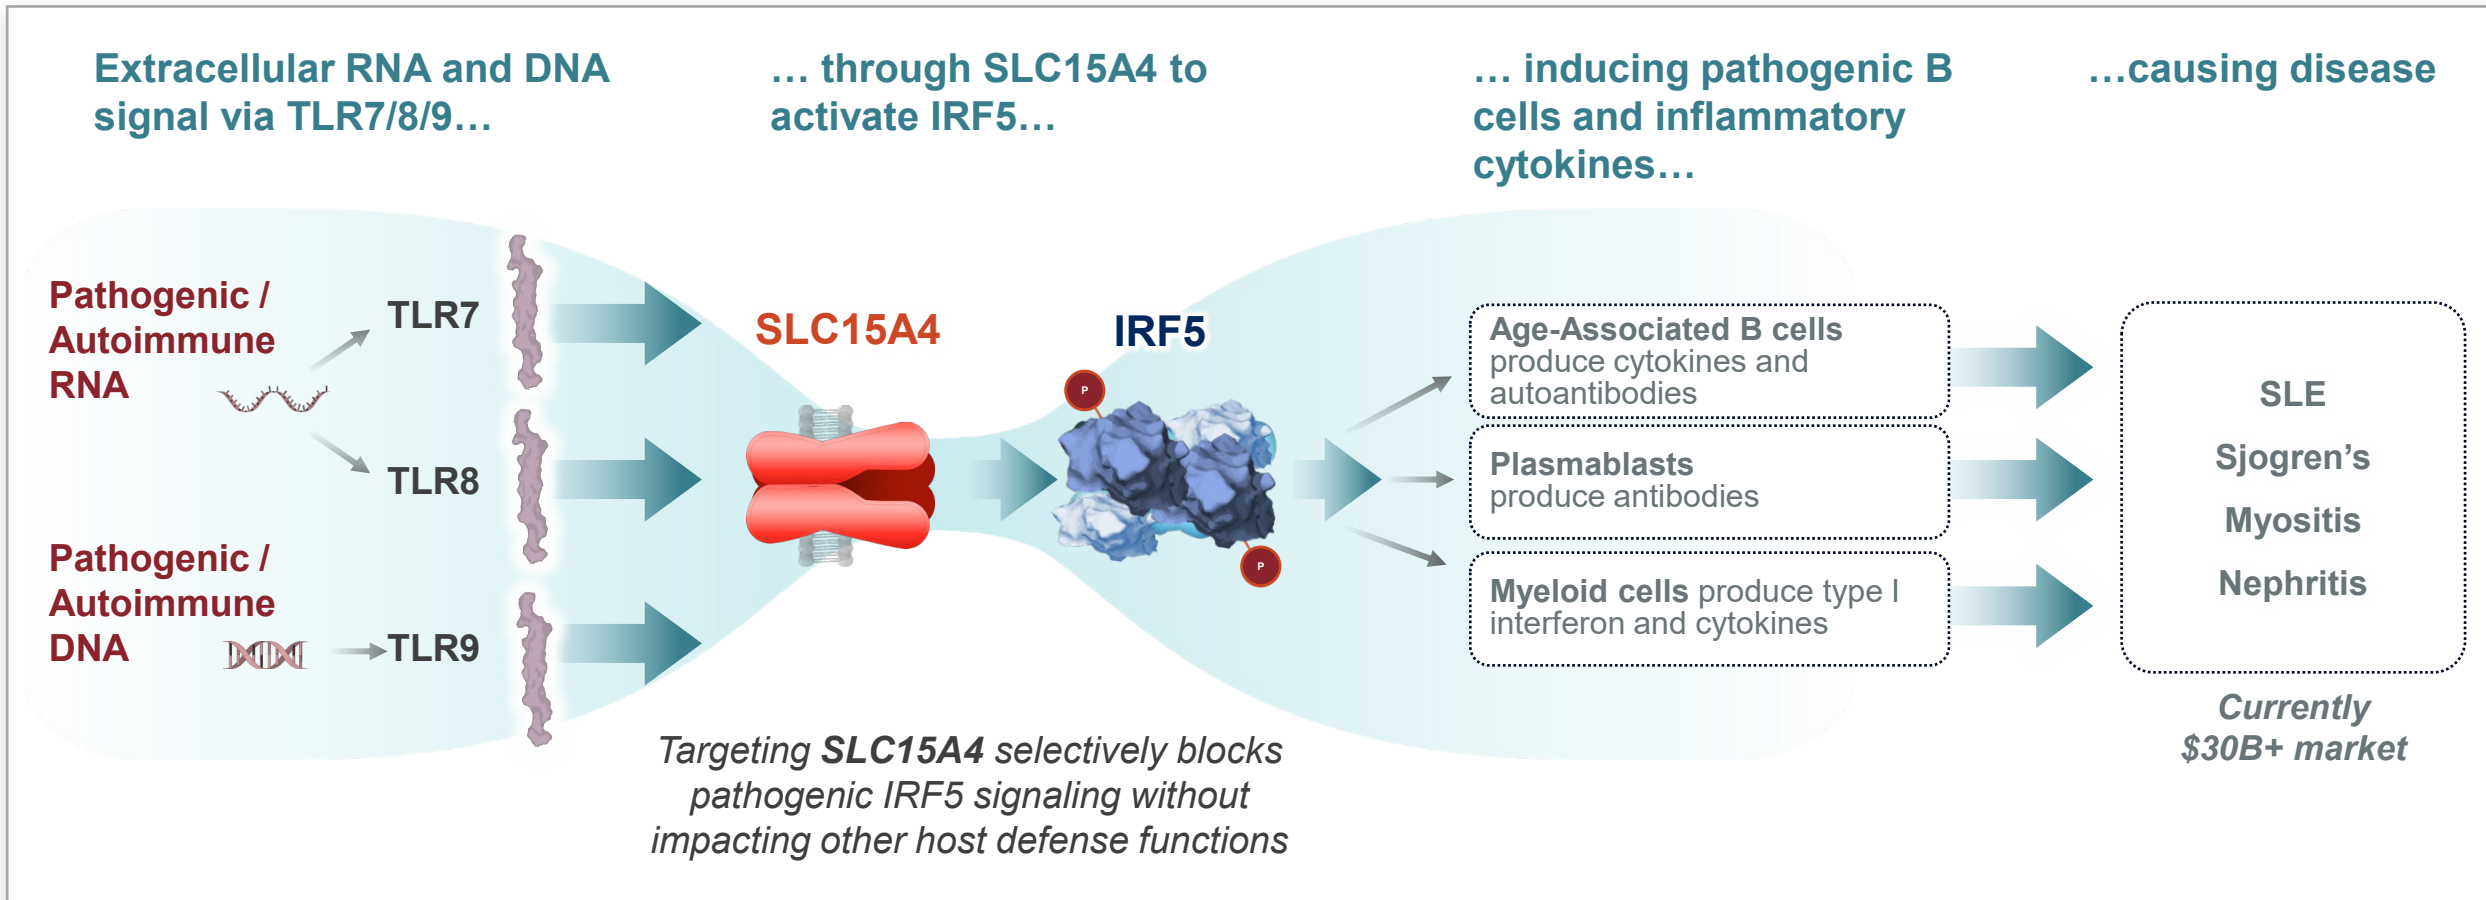 Extracellular RNA and DNA
signal via TLR7/8/9…
… through SLC15A4 to
activate IRF5…
… inducing pathogenic B
cells and inflammatory
cytokines…
…causing disease
Pathogenic /
Autoimmune
RNA
TLR7
TLR8
Pathogenic /
Autoimmune
DNA
TLR9
SLC15A4
IRF5
P
P
Age-Associated B cells
produce cytokines and
autoantibodies
Plasmablasts
produce antibodies
Myeloid cells produce type I
interferon and cytokines
SLE
Sjogren’s
Myositis
Nephritis
Currently
$30B+ market
Targeting SLC15A4 selectively blocks
pathogenic IRF5 signaling without
impacting other host defense functions